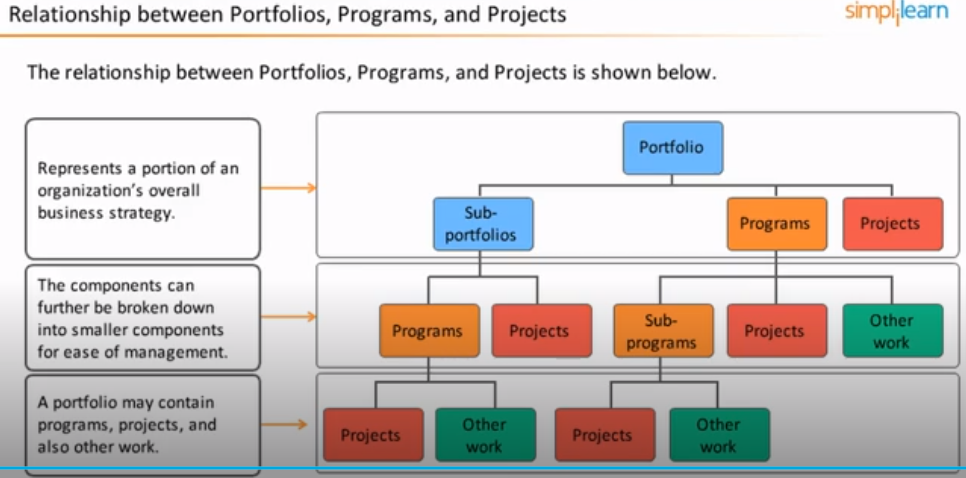 Relationship between Portfolios, Programs, and Projects
simplilearn
The relationship between Portfolios, Programs, and Projects is shown below.
Represents a portion of an
organization's overall
business strategy.
Portfolio
Sub-
portfolios
Programs
Projects
The components can
further be broken down
into smaller components
for ease of management.
Programs
Projects
Sub-
programs
Projects
Other
work
A portfolio may contain
programs, projects, and
also other work.
Projects
Other
work
Projects
Other
work